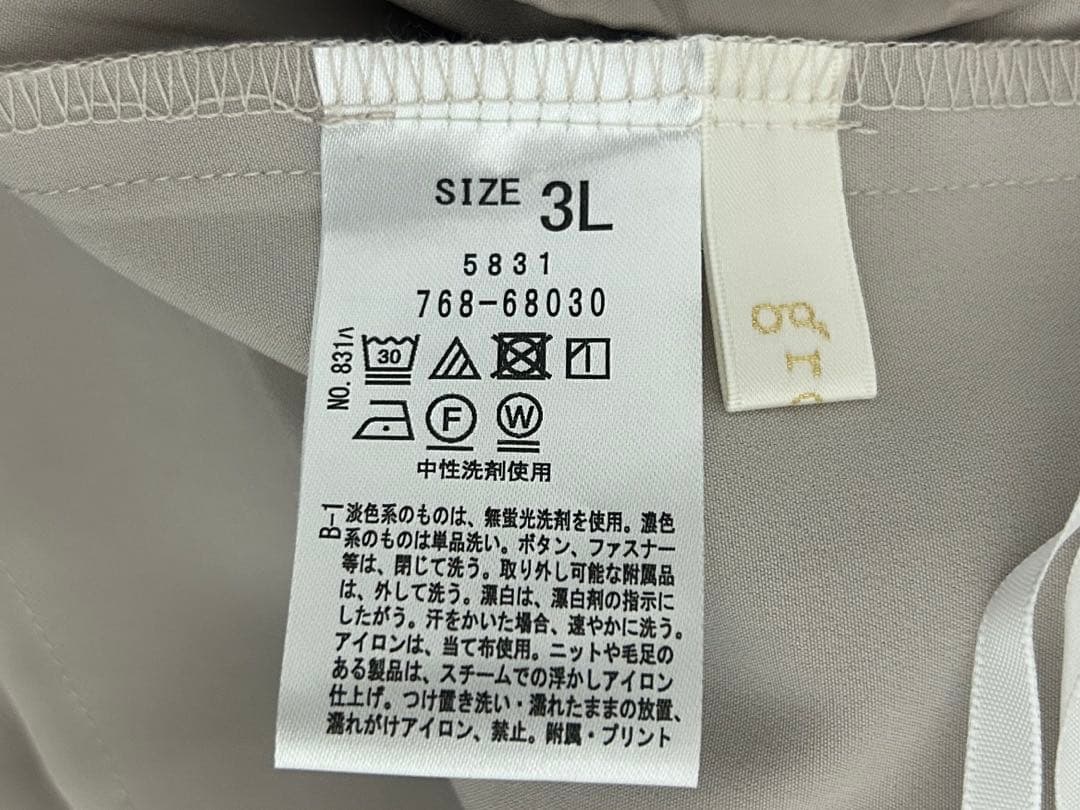 SIZE 3L
5831
768-68030
NO. 831ハ
30
F W
中性洗剤使用
B-1
淡色系のものは、無蛍光洗剤を使用。濃色
系のものは単品洗い。ボタン、ファスナー
等は、閉じて洗う。取り外し可能な附属品
は、外して洗う。漂白は、漂白剤の指示に
したがう。汗をかいた場合、速やかに洗う。
アイロンは、当て布使用。ニットや毛足の
ある製品は、スチームでの浮かしアイロン
仕上げ。つけ置き洗い・濡れたままの放置、
濡れがけアイロン、禁止。附属・プリント
gr